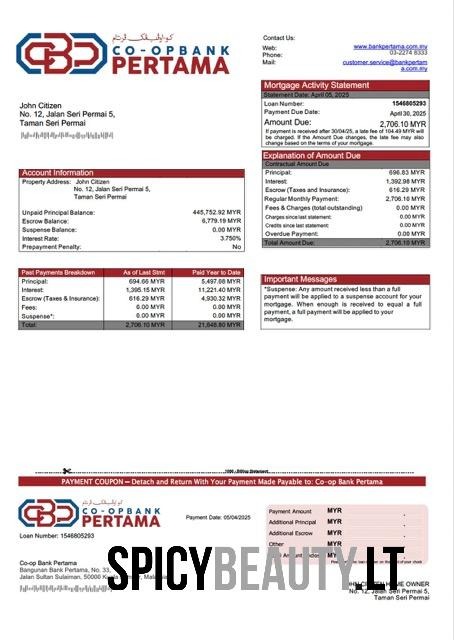 كوءاوڤبڠك ڤرتام
CO-OPBANK
PERTAMA
Contact Us:
Web: www.bankpertama.com.my
Phone: 03-2274 8333
Mail: customer.service@bankpertam
a.com.my
John Citizen
No. 12, Jalan Seri Permai 5,
Taman Seri Permai
Mortgage Activity Statement
Statement Date: April 05, 2025
Loan Number: 1546805293
Payment Due Date: April 30, 2025
Amount Due: 2,706.10 MYR
If payment is received after 30/04/25, a late fee of 104.49 MYR will
be charged. If the Amount Due changes, the late fee may also
change based on the terms of your mortgage.
Explanation of Amount Due
Contractual Amount Due
Principal: 696.83 MYR
Interest: 1,392.98 MYR
Escrow (Taxes and Insurance): 616.29 MYR
Regular Monthly Payment: 2,706.10 MYR
Fees & Charges (total outstanding) 0.00 MYR
Charges since last statement: 0.00 MYR
Credits since last statement: 0.00 MYR
Overdue Payment: 0.00 MYR
Total Amount Due: 2,706.10 MYR
Account Information
Property Address: John Citizen
No. 12, Jalan Seri Permai 5,
Taman Seri Permai
Unpaid Principal Balance: 445,752.92 MYR
Escrow Balance: 6,779.19 MYR
Suspense Balance: 0.00 MYR
Interest Rate: 3.750%
Prepayment Penalty: No
Past Payments Breakdown As of Last Stmt Paid Year to Date
Principal: 694.66 MYR 5,497.08 MYR
Interest: 1,395.15 MYR 11,221.40 MYR
Escrow (Taxes & Insurance): 616.29 MYR 4,930.32 MYR
Fees: 0.00 MYR 0.00 MYR
Suspense*: 0.00 MYR 0.00 MYR
Total: 2,706.10 MYR 21,648.80 MYR
Important Messages
*Suspense: Any amount received less than a full
payment will be applied to a suspense account for your
mortgage. When enough is received to equal a full
payment, a full payment will be applied to your
mortgage.
PAYMENT COUPON – Detach and Return With Your Payment Made Payable to: Co-op Bank Pertama
CO-OPBANK
PERTAMA
Payment Date: 05/04/2025
Loan Number: 1546805293
Payment Amount MYR
Additional Principal MYR
Additional Escrow MYR
Other MYR
MYR
Co-op Bank Pertama
Bangunan Bank Pertama, No. 33,
Jalan Sultan Sulaiman, 50000
HOME OWNER
No. 12, Jalan Seri Permai 5,
Taman Seri Permai
SPICYBEAUTY.LT